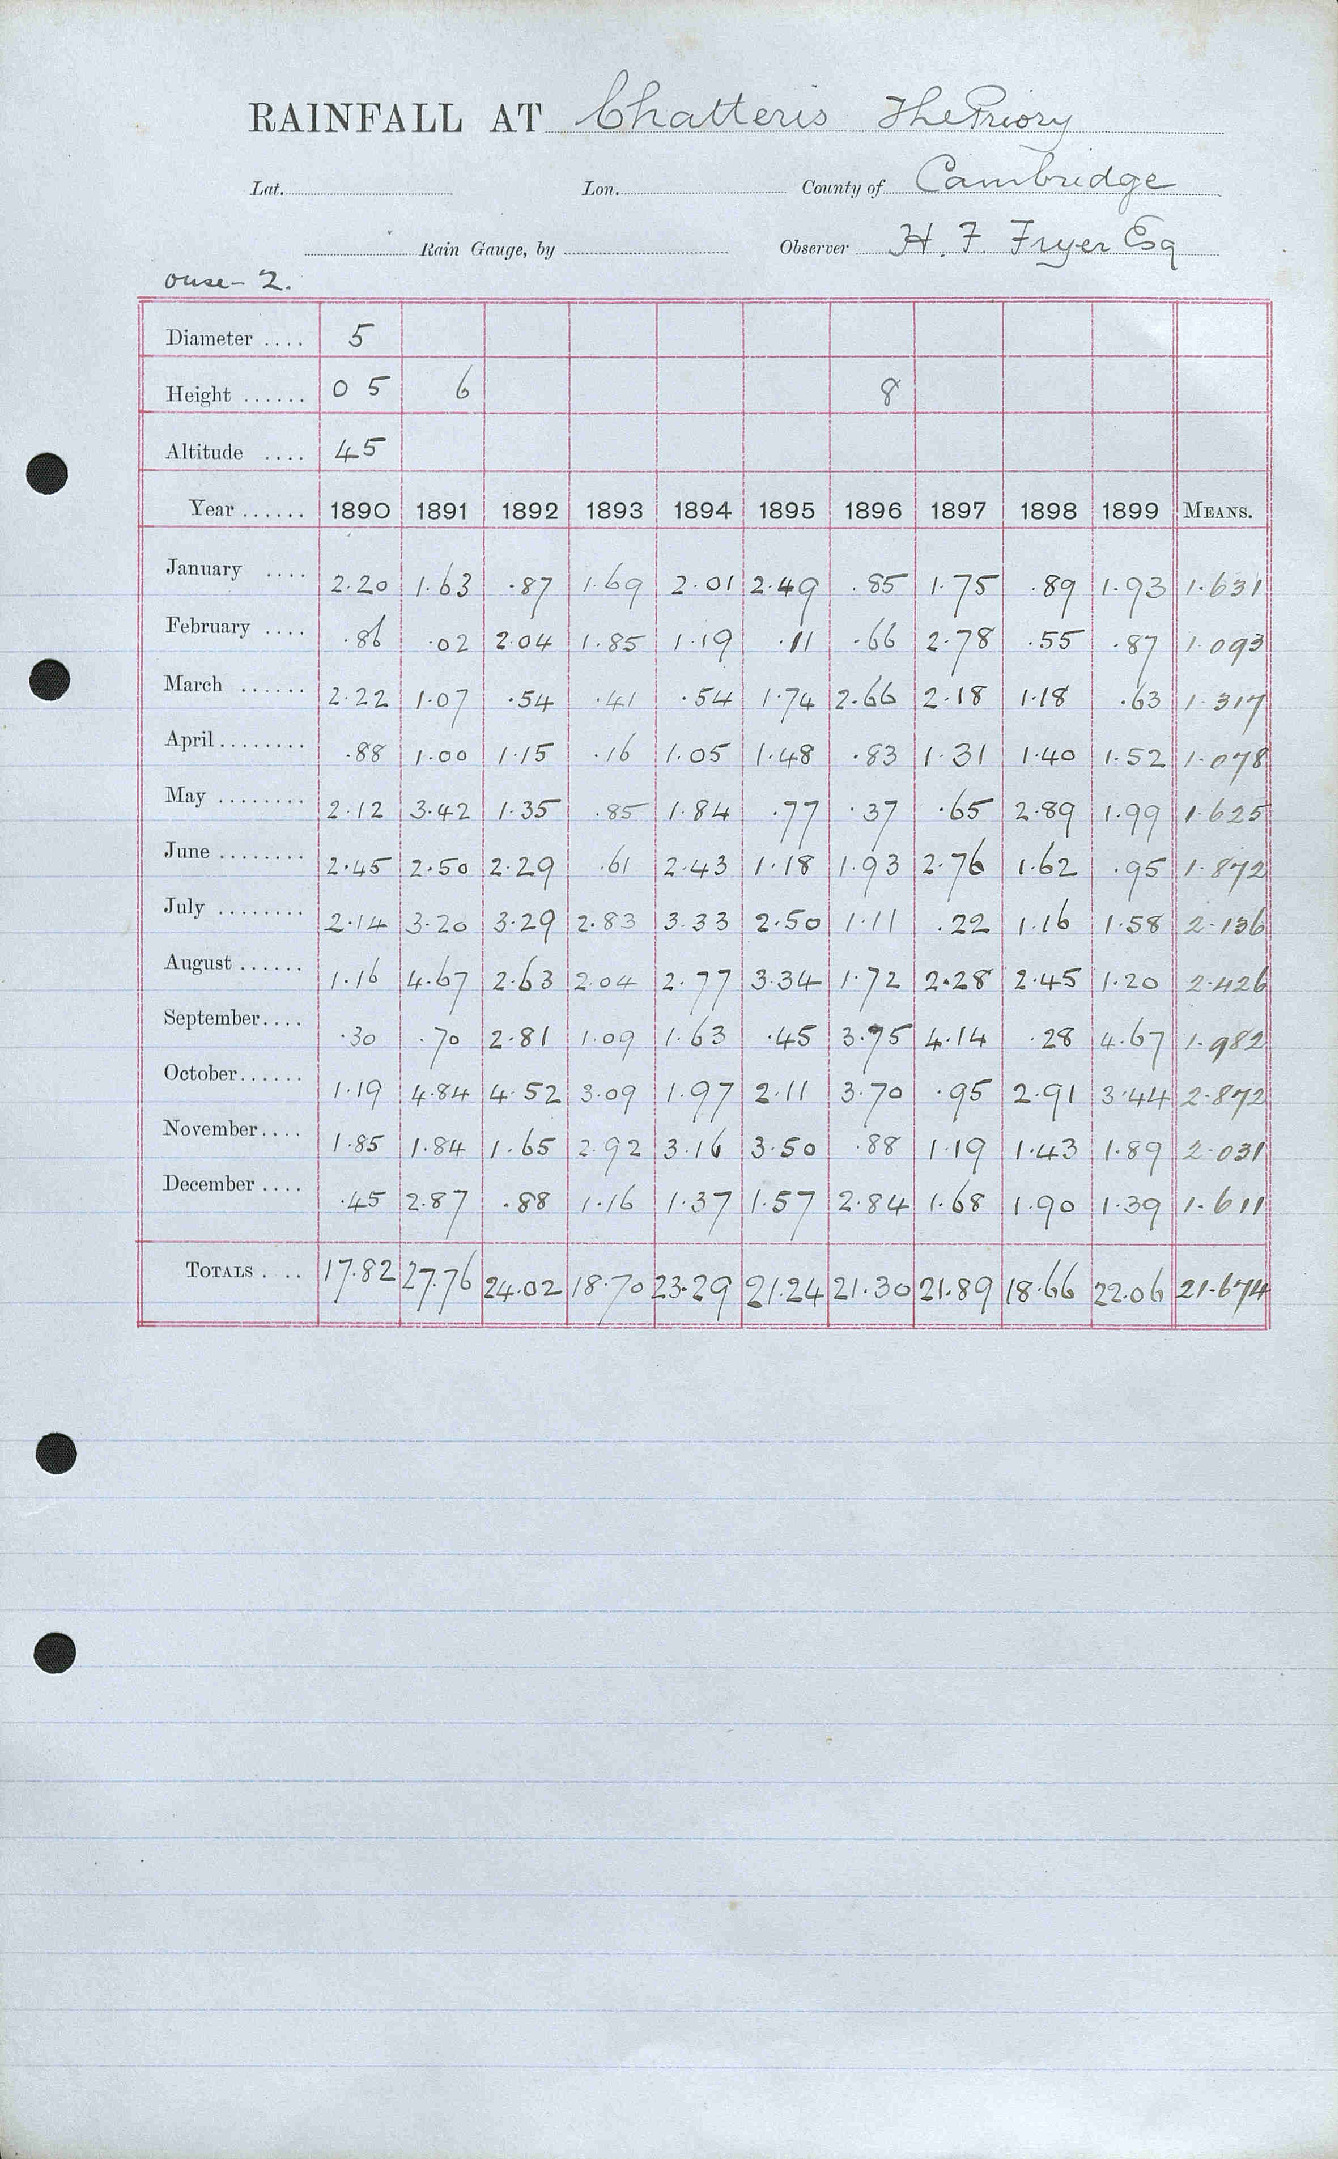 RAINFALL AT Chatteris The Priory
Lat. Lon. County of Cambridge
Rain Gauge, by Observer H. F. Fryer Esq
ouse - 2.
Diameter .... 5
Height ...... 0 5 6 8
Altitude .... 45
Year ...... 1890 1891 1892 1893 1894 1895 1896 1897 1898 1899 MEANS.
January .... 2.20 1.63 .87 1.69 2.01 2.49 .85 1.75 .89 1.93 1.631
February .... .86 .02 2.04 1.85 1.19 .11 .66 2.78 .55 .87 1.093
March ...... 2.22 1.07 .54 .41 .54 1.74 2.66 2.18 1.18 .63 1.317
April ........ .88 1.00 1.15 .16 1.05 1.48 .83 1.31 1.40 1.52 1.078
May ........ 2.12 3.42 1.35 .85 1.84 .77 .37 .65 2.89 1.99 1.625
June ........ 2.45 2.50 2.29 .61 2.43 1.18 1.93 2.76 1.62 .95 1.872
July ........ 2.14 3.20 3.29 2.83 3.33 2.50 1.11 .22 1.16 1.58 2.136
August ...... 1.16 4.67 2.63 2.04 2.77 3.34 1.72 2.28 2.45 1.20 2.426
September .... .30 .70 2.81 1.09 1.63 .45 3.75 4.14 .28 4.67 1.982
October ...... 1.19 4.84 4.52 3.09 1.97 2.11 3.70 .95 2.91 3.44 2.872
November .... 1.85 1.84 1.65 2.92 3.16 3.50 .88 1.19 1.43 1.89 2.031
December .... .45 2.87 .88 1.16 1.37 1.57 2.84 1.68 1.90 1.39 1.611
TOTALS .... 17.82 27.76 24.02 18.70 23.29 21.24 21.30 21.89 18.66 22.06 21.674